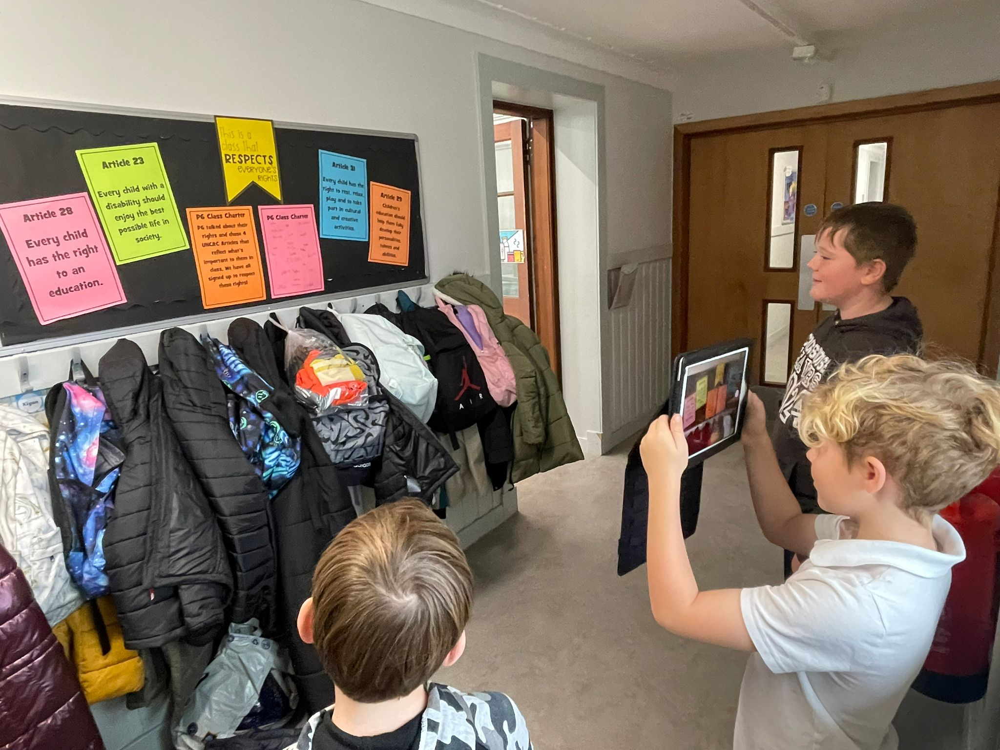 Article 28
Every child
has the right
to an
education.
Article 23
Every child with a
disability should
enjoy the best
possible life in
society.
This is a
class that
RESPECTS
everyone's
RIGHTS
PG Class Charter
PG talked about their
rights and chose 4
UNCRC Articles that
reflect what's
important to them in
class. We have all
signed up to respect
these rights!
PG Class Charter
Article 31
Every child has the
right to rest, relax,
play and to take
part in cultural
and creative
activities.
Article 29
Children's
education should
help them fully
develop their
personalities,
talents and
abilities.
Kiyan
AIR
adidas